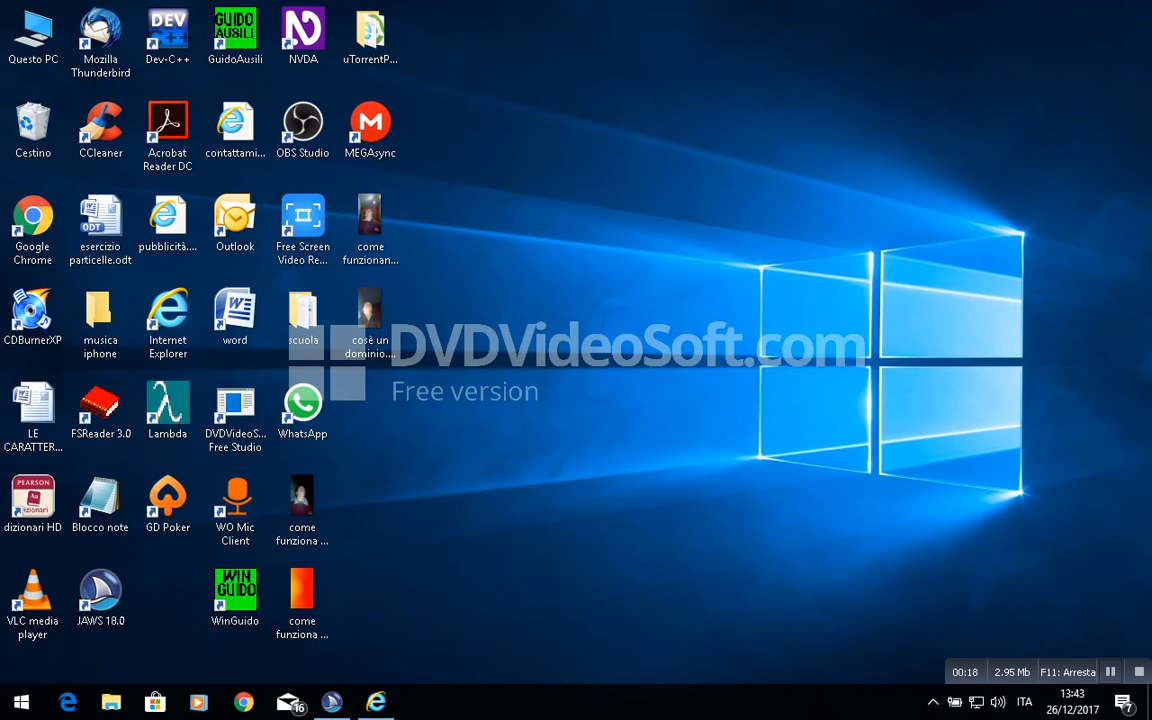 Questo PC
Mozilla
Thunderbird
DEV
C++
Dev-C++
GUIDO
AUSILI
GuidoAusili
NVDA
uTorrentP...
Cestino
CCleaner
Acrobat
Reader DC
contattami...
OBS Studio
M
MEGAsync
Google
Chrome
ODT
esercizio
particelle.odt
pubblicità....
Outlook
Free Screen
Video Re...
come
funzionan...
CDBurnerXP
musica
iphone
Internet
Explorer
W
word
scuola
cosè un
dominio....
DVDVideoSoft.com
Free version
LE
CARATTER...
FSReader 3.0
λ
Lambda
DVDVideoS...
Free Studio
WhatsApp
PEARSON
Aa
dizionari
dizionari HD
Blocco note
GD Poker
WO Mic
Client
come
funziona ...
VLC media
player
JAWS 18.0
WIN
GUIDO
WinGuido
come
funziona ...
00:18
2.95 Mb
F11: Arresta
16
ITA
13:43
26/12/2017
7